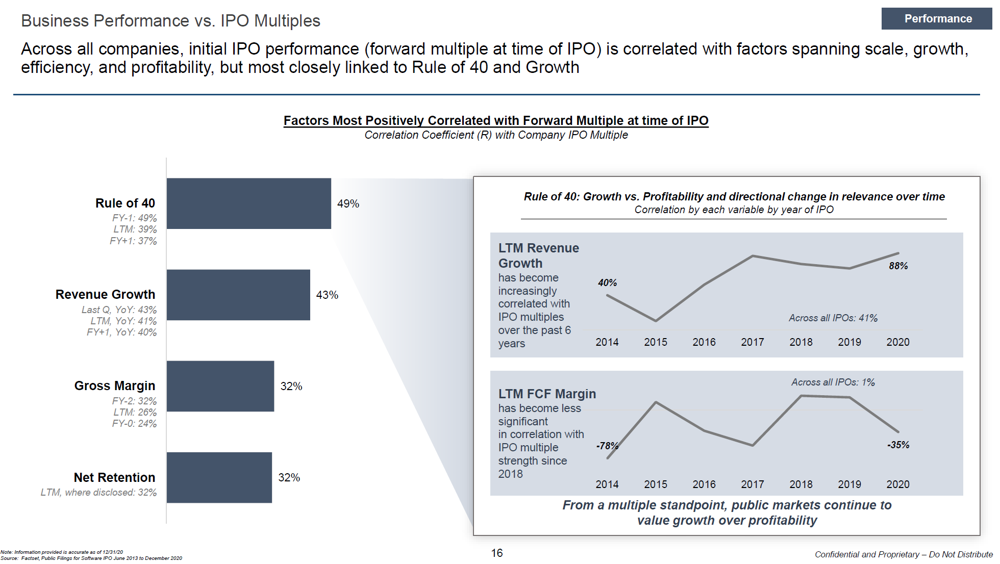 Business Performance vs. IPO Multiples
Performance
Across all companies, initial IPO performance (forward multiple at time of IPO) is correlated with factors spanning scale, growth,
efficiency, and profitability, but most closely linked to Rule of 40 and Growth
Factors Most Positively Correlated with Forward Multiple at time of IPO
Correlation Coefficient (R) with Company IPO Multiple
Rule of 40
FY-1: 49%
LTM: 39%
FY+1: 37%
49%
Revenue Growth
Last Q, YoY: 43%
LTM, YoY: 41%
FY+1, YoY: 40%
43%
Gross Margin
FY-2: 32%
LTM: 26%
FY-0: 24%
32%
Net Retention
LTM, where disclosed: 32%
32%
Rule of 40: Growth vs. Profitability and directional change in relevance over time
Correlation by each variable by year of IPO
LTM Revenue
Growth
has become
increasingly
correlated with
IPO multiples
over the past 6
years
40%
88%
Across all IPOs: 41%
2014 2015 2016 2017 2018 2019 2020
LTM FCF Margin
has become less
significant
in correlation with
IPO multiple
strength since
2018
Across all IPOs: 1%
-78%
-35%
2014 2015 2016 2017 2018 2019 2020
From a multiple standpoint, public markets continue to
value growth over profitability
Note: Information provided is accurate as of 12/31/20
Source: Factset, Public Filings for Software IPO June 2013 to December 2020
16
Confidential and Proprietary – Do Not Distribute